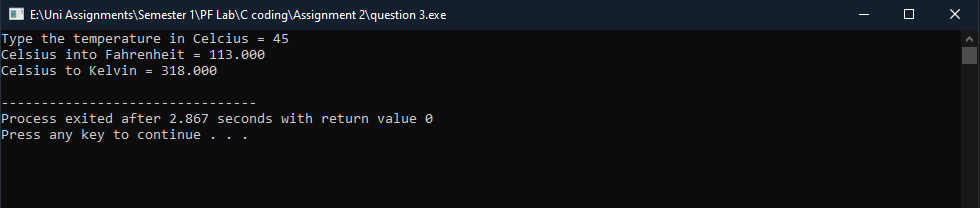 E:\Uni Assignments\Semester 1\PF Lab\C coding\Assignment 2\question 3.exe
Type the temperature in Celcius = 45
Celsius into Fahrenheit = 113.000
Celsius to Kelvin = 318.000
--------------------------------
Process exited after 2.867 seconds with return value 0
Press any key to continue . . .